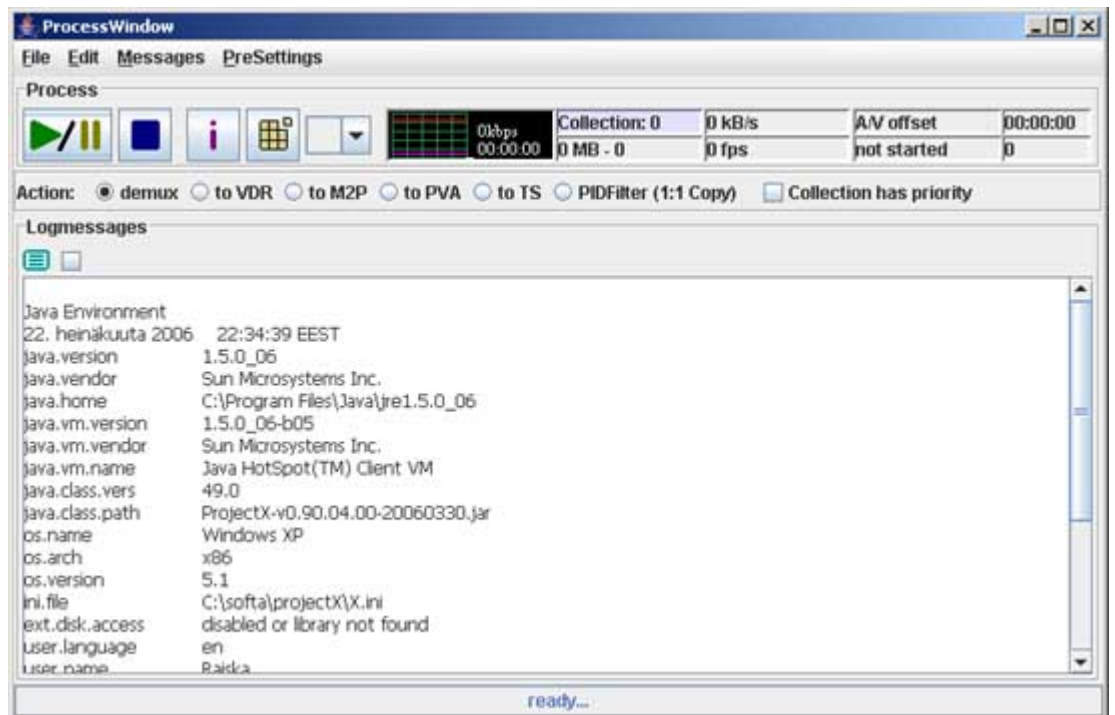 ProcessWindow
File Edit Messages PreSettings
Process
i
0kbps
00:00:00
Collection: 0
0 kB/s
A/V offset
00:00:00
0 MB - 0
0 fps
not started
0
Action: demux to VDR to M2P to PVA to TS PIDFilter (1:1 Copy) Collection has priority
Logmessages
Java Environment
22. heinäkuuta 2006 22:34:39 EEST
java.version 1.5.0_06
java.vendor Sun Microsystems Inc.
java.home C:\Program Files\Java\jre1.5.0_06
java.vm.version 1.5.0_06-b05
java.vm.vendor Sun Microsystems Inc.
java.vm.name Java HotSpot(TM) Client VM
java.class.vers 49.0
java.class.path ProjectX-v0.90.04.00-20060330.jar
os.name Windows XP
os.arch x86
os.version 5.1
ini.file C:\softa\projectX\X.ini
ext.disk.access disabled or library not found
user.language en
user.name Raiska
ready...